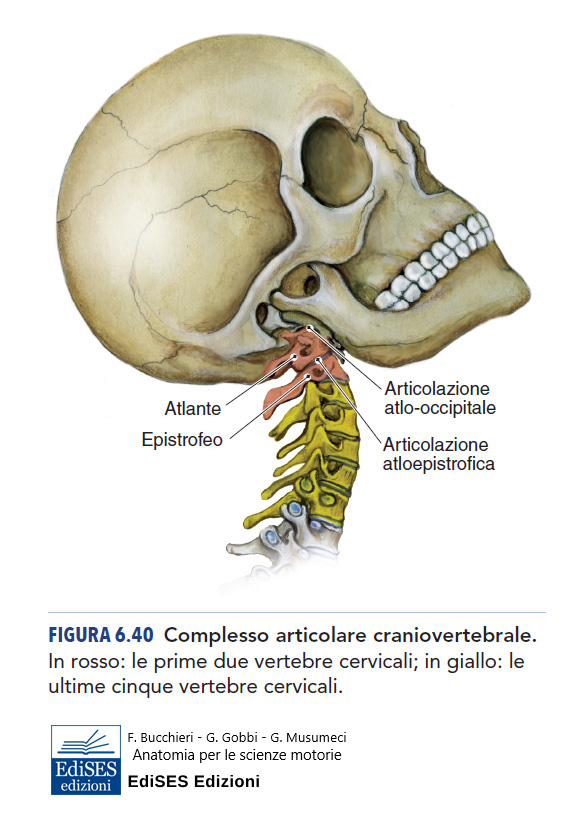 Atlante
Epistrofeo
Articolazione
atlo-occipitale
Articolazione
atloepistrofica
FIGURA 6.40 Complesso articolare craniovertebrale.
In rosso: le prime due vertebre cervicali; in giallo: le
ultime cinque vertebre cervicali.
EdiSES
edizioni
F. Bucchieri - G. Gobbi - G. Musumeci
Anatomia per le scienze motorie
EdiSES Edizioni